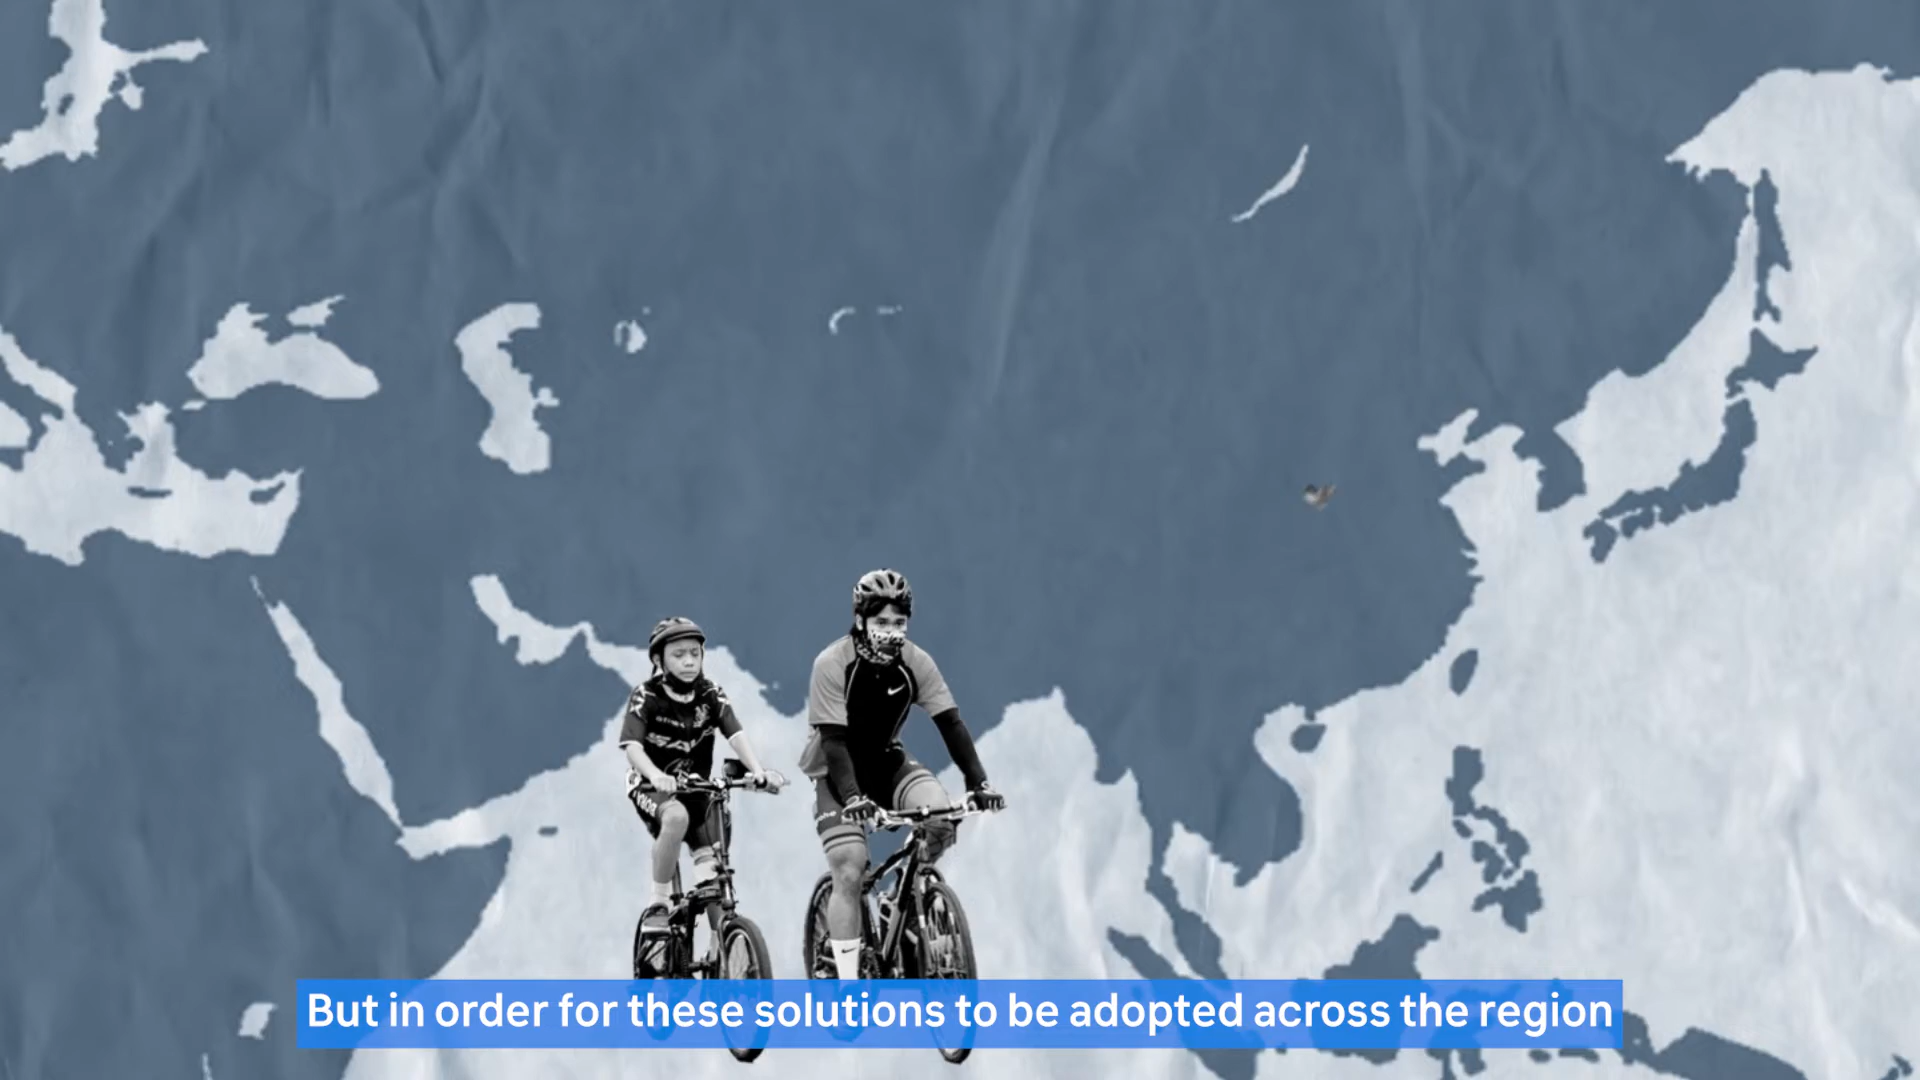 But in order for these solutions to be adopted across the region